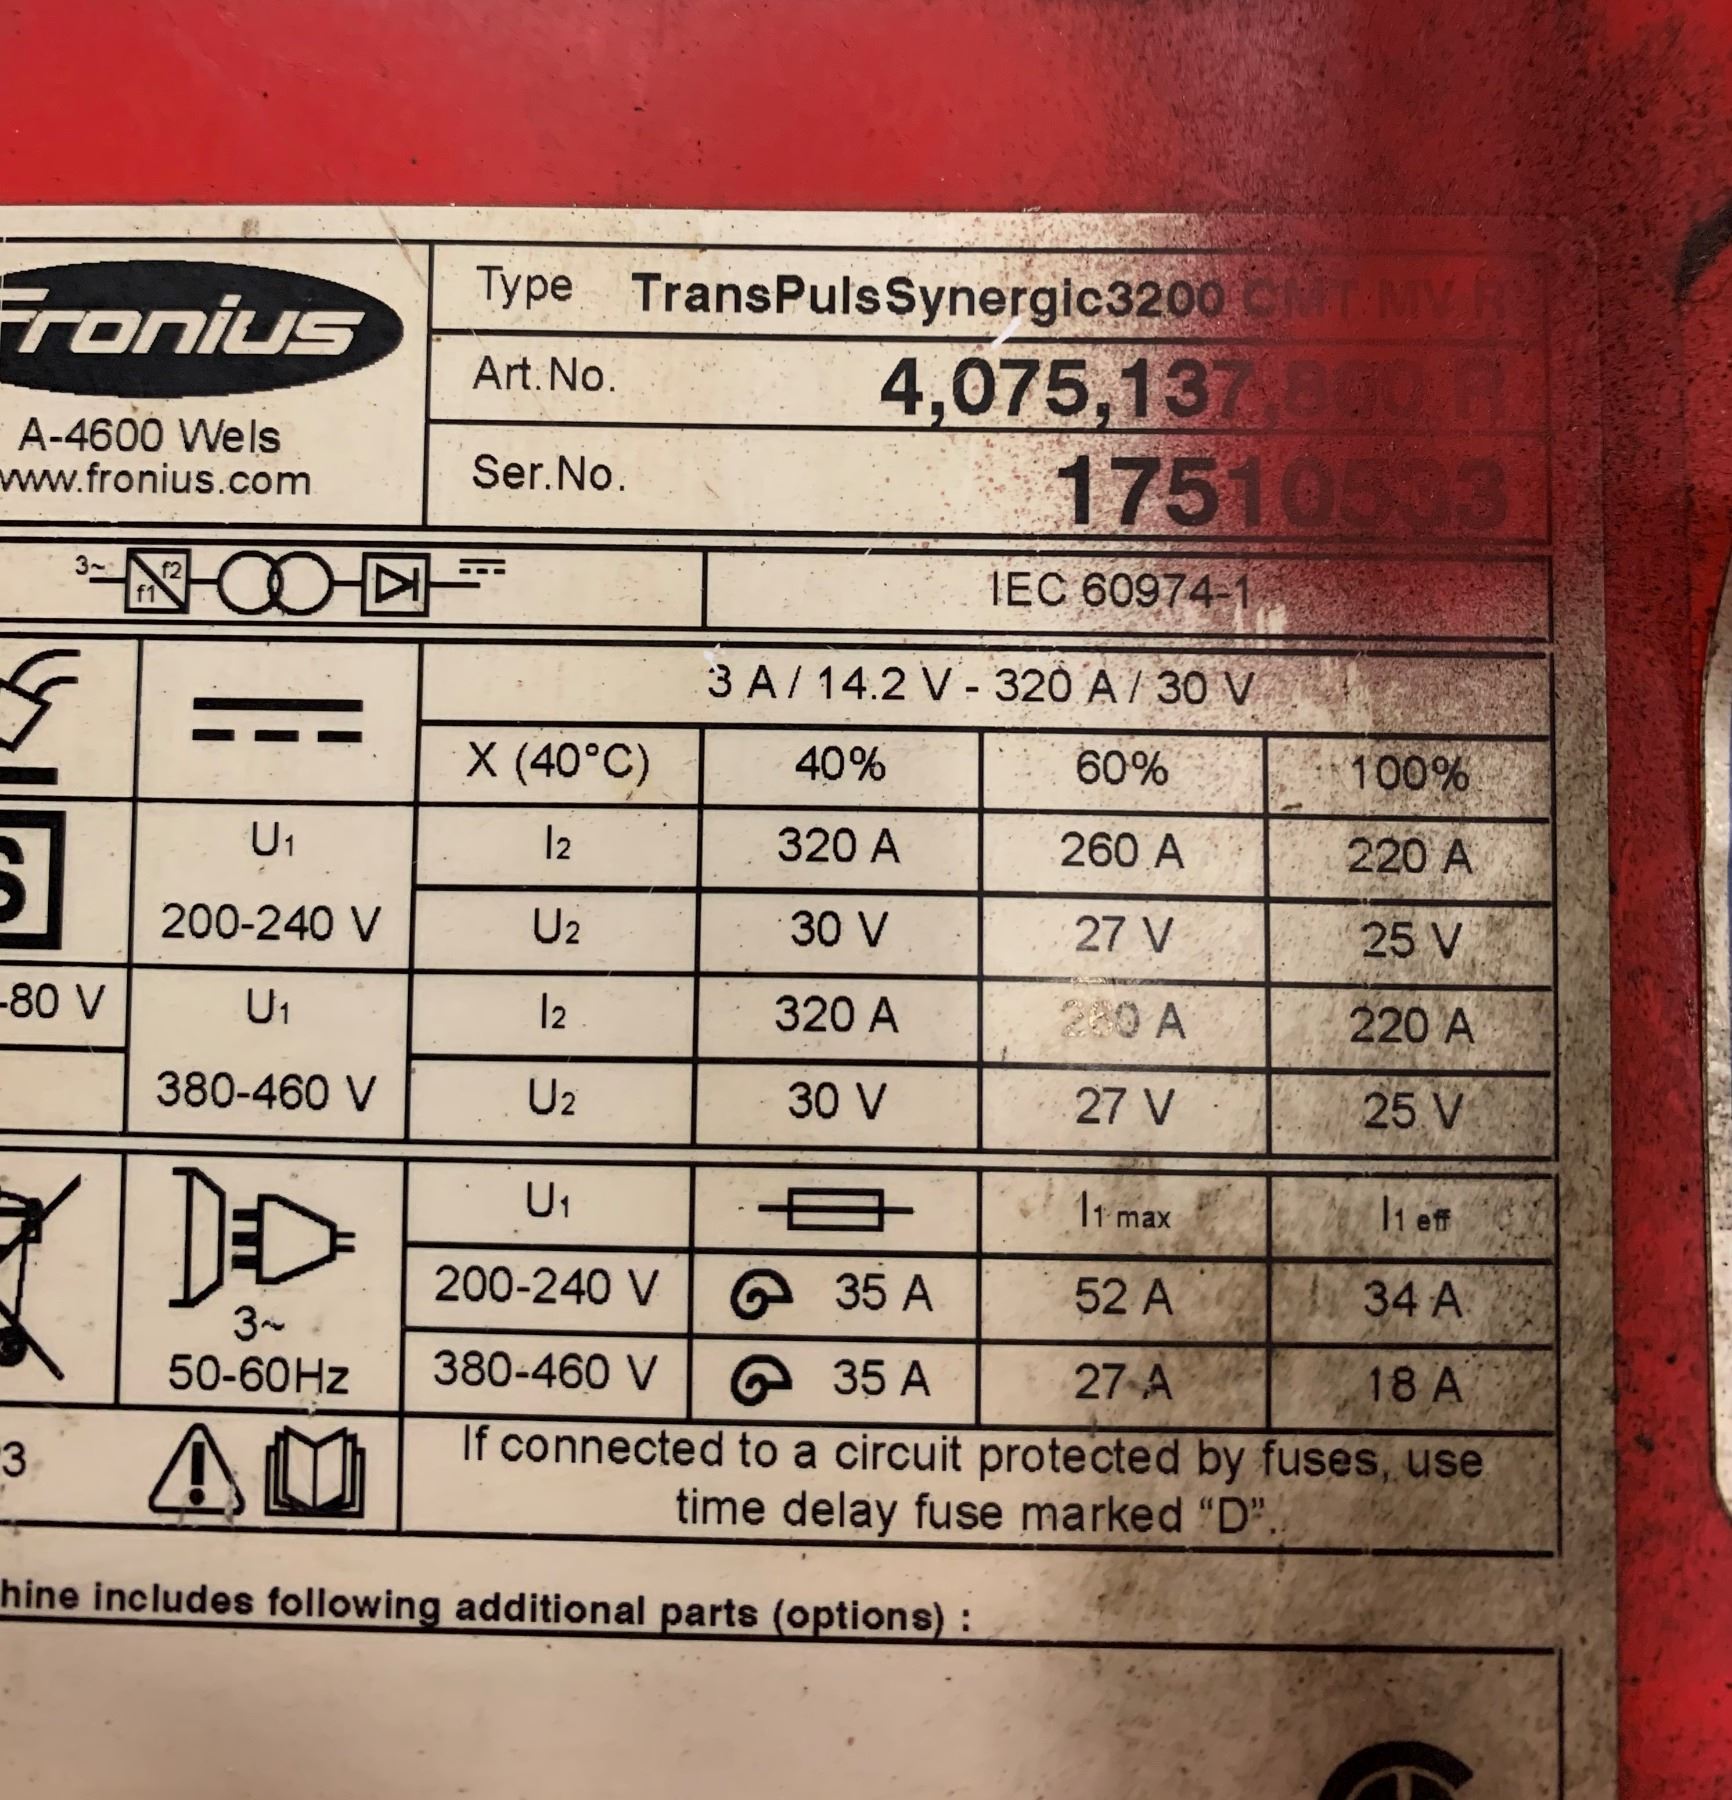 Fronius
A-4600 Wels
www.fronius.com
Type TransPulsSynergic3200 CMT MV R
Art.No. 4,075,137
Ser.No.
3~ f1 f2
IEC 60974-1
3 A / 14.2 V - 320 A / 30 V
X (40°C) 40% 60% 100%
S
U1 I2 320 A 260 A 220 A
200-240 V U2 30 V 27 V 25 V
-80 V U1 I2 320 A 260 A 220 A
380-460 V U2 30 V 27 V 25 V
U1 I1 max I1 eff
200-240 V 35 A 52 A 34 A
3~
50-60Hz 380-460 V 35 A 27 A 18 A
3
If connected to a circuit protected by fuses, use
time delay fuse marked “D”.
hine includes following additional parts (options) :